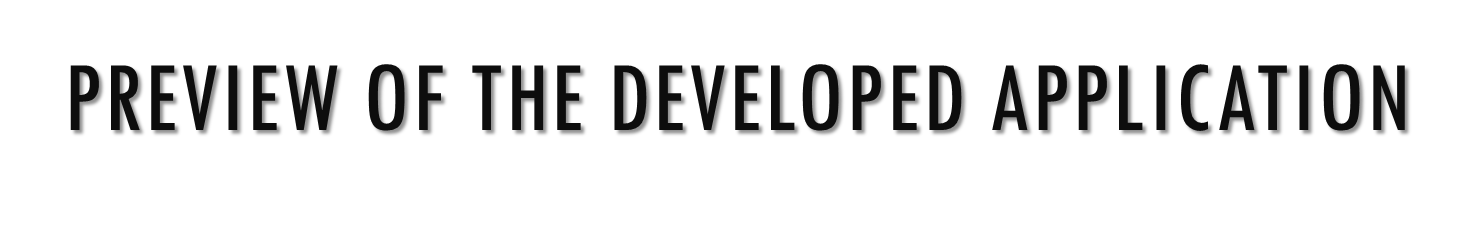 PREVIEW OF THE DEVELOPED APPLICATION